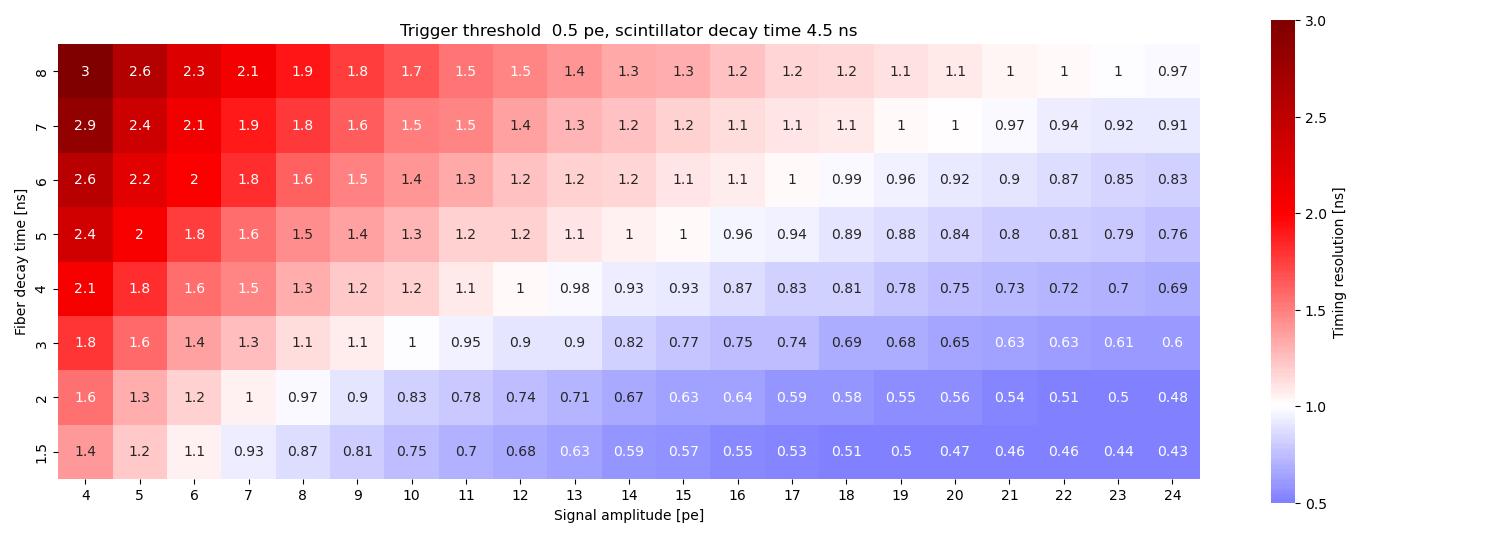 Trigger threshold  0.5 pe, scintillator decay time 4.5 ns
Fiber decay time [ns]
8 3 2.6 2.3 2.1 1.9 1.8 1.7 1.5 1.5 1.4 1.3 1.3 1.2 1.2 1.2 1.1 1.1 1 1 1 0.97
7 2.9 2.4 2.1 1.9 1.8 1.6 1.5 1.5 1.4 1.3 1.2 1.2 1.1 1.1 1.1 1 1 0.97 0.94 0.92 0.91
6 2.6 2.2 2 1.8 1.6 1.5 1.4 1.3 1.2 1.2 1.2 1.1 1.1 1 0.99 0.96 0.92 0.9 0.87 0.85 0.83
5 2.4 2 1.8 1.6 1.5 1.4 1.3 1.2 1.2 1.1 1 1 0.96 0.94 0.89 0.88 0.84 0.8 0.81 0.79 0.76
4 2.1 1.8 1.6 1.5 1.3 1.2 1.2 1.1 1 0.98 0.93 0.93 0.87 0.83 0.81 0.78 0.75 0.73 0.72 0.7 0.69
3 1.8 1.6 1.4 1.3 1.1 1.1 1 0.95 0.9 0.9 0.82 0.77 0.75 0.74 0.69 0.68 0.65 0.63 0.63 0.61 0.6
2 1.6 1.3 1.2 1 0.97 0.9 0.83 0.78 0.74 0.71 0.67 0.63 0.64 0.59 0.58 0.55 0.56 0.54 0.51 0.5 0.48
1.5 1.4 1.2 1.1 0.93 0.87 0.81 0.75 0.7 0.68 0.63 0.59 0.57 0.55 0.53 0.51 0.5 0.47 0.46 0.46 0.44 0.43
4 5 6 7 8 9 10 11 12 13 14 15 16 17 18 19 20 21 22 23 24
Signal amplitude [pe]
3.0
2.5
2.0
1.5
1.0
0.5
Timing resolution [ns]